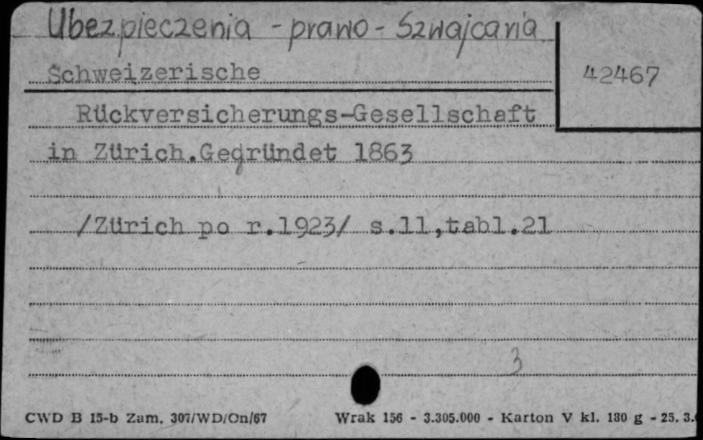 Ubezpieczenia - prawo - Szwajcaria
42467
Schweizerische
Rückversicherungs-Gesellschaft
in Zürich.Gegründet 1863
/Zürich po r.1923/ s.11,tabl.21
3
CWD B 15-b Zam. 307/WD/On/67 Wrak 156 - 3.305.000 - Karton V kl. 180 g - 25. 3.